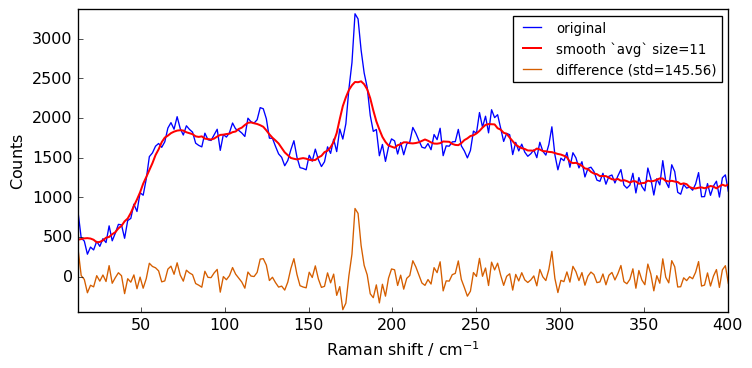 original
smooth `avg` size=11
difference (std=145.56)
3000
2500
2000
1500
1000
500
0
Counts
50 100 150 200 250 300 350 400
Raman shift / cm⁻¹